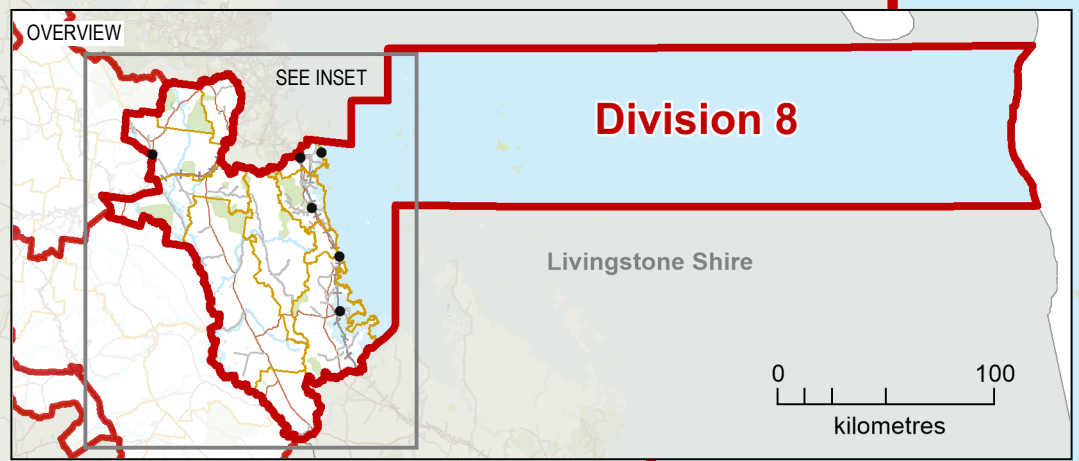 OVERVIEW
SEE INSET
Division 8
Livingstone Shire
0 100
kilometres